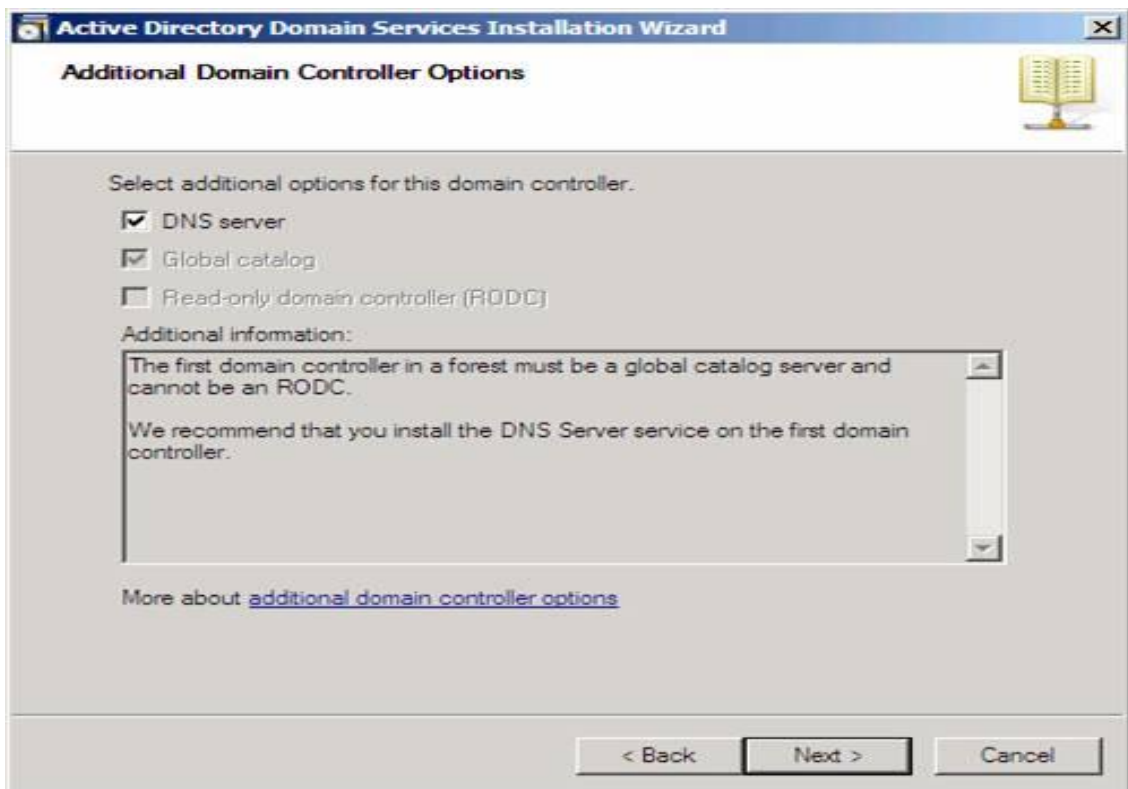 Active Directory Domain Services Installation Wizard
Additional Domain Controller Options
Select additional options for this domain controller.
DNS server
Global catalog
Read-only domain controller (RODC)
Additional information:
The first domain controller in a forest must be a global catalog server and
cannot be an RODC.
We recommend that you install the DNS Server service on the first domain
controller.
More about additional domain controller options
< Back
Next >
Cancel